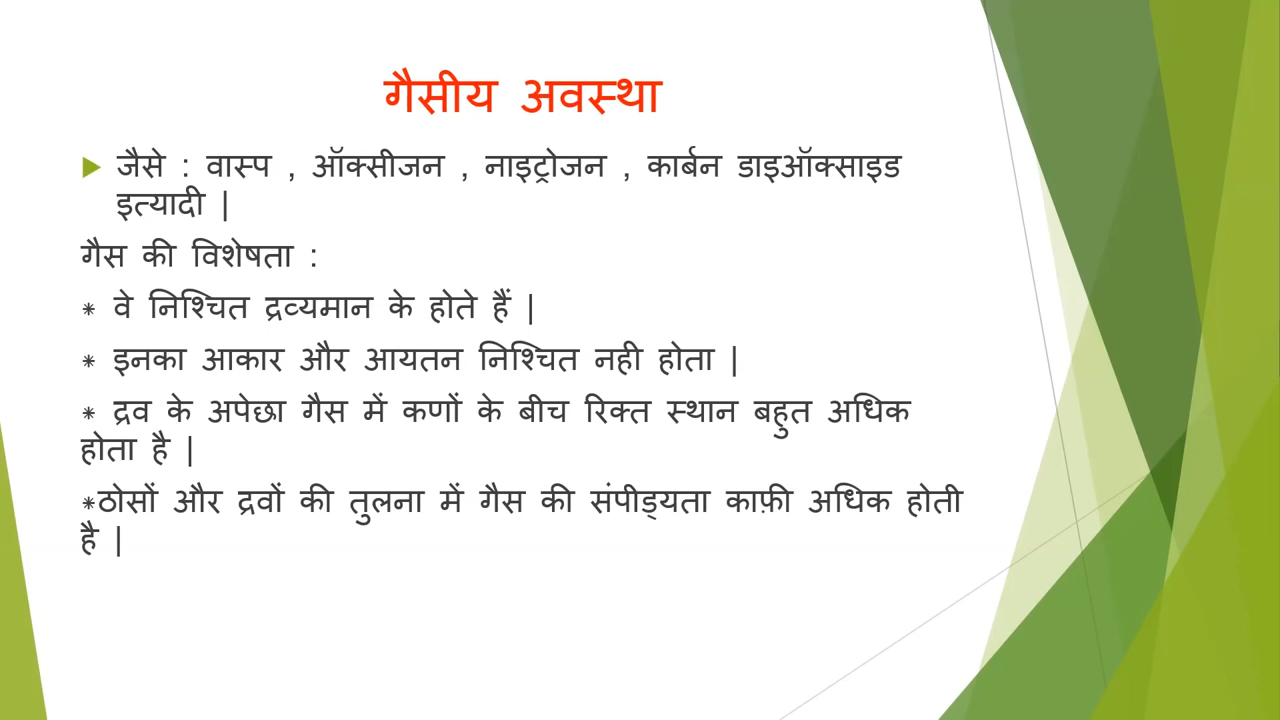 गैसीय अवस्था
जैसे : वास्प , ऑक्सीजन , नाइट्रोजन , कार्बन डाइऑक्साइड
इत्यादी |
गैस की विशेषता :
* वे निश्चित द्रव्यमान के होते हैं |
* इनका आकार और आयतन निश्चित नही होता |
* द्रव के अपेछा गैस में कणों के बीच रिक्त स्थान बहुत अधिक
होता है |
*ठोसों और द्रवों की तुलना में गैस की संपीड्यता काफ़ी अधिक होती
है |